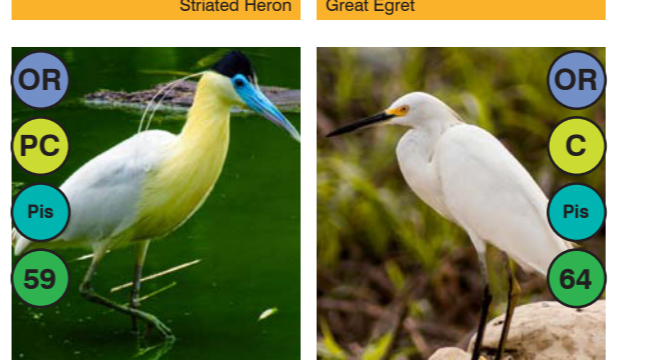 Striated Heron
Great Egret
OR
PC
Pis
59
OR
C
Pis
64